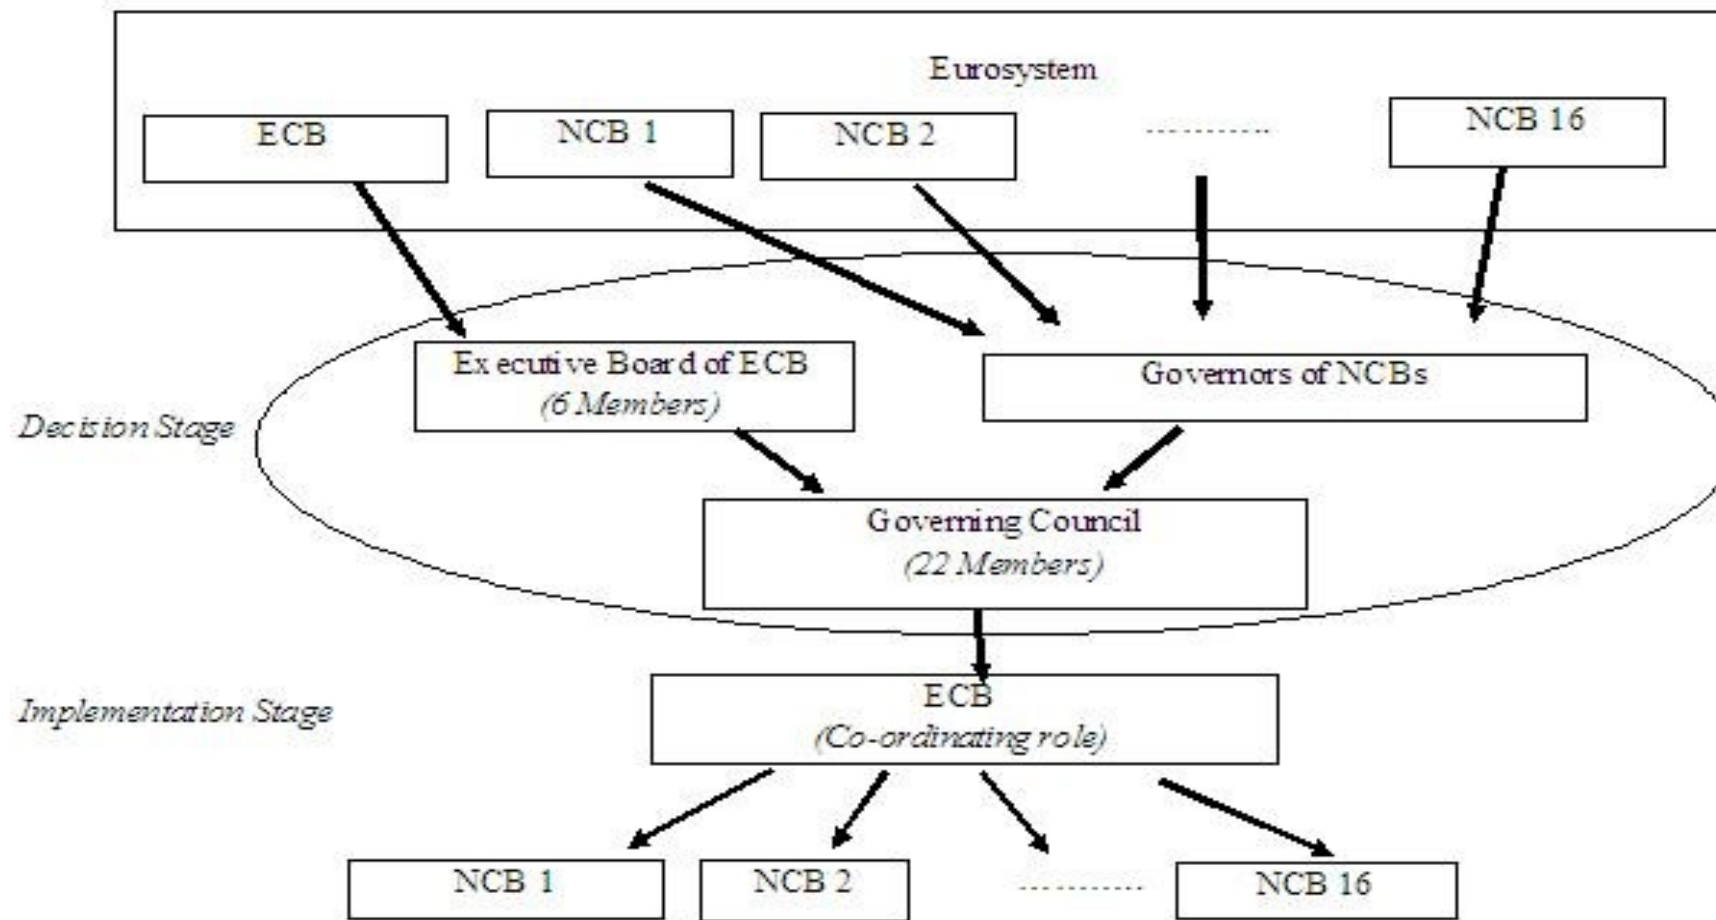 Eurosystem
ECB
NCB 1
NCB 2
NCB 16
Executive Board of ECB
(6 Members)
Governors of NCBs
Decision Stage
Governing Council
(22 Members)
Implementation Stage
ECB
(Co-ordinating role)
NCB 1
NCB 2
NCB 16